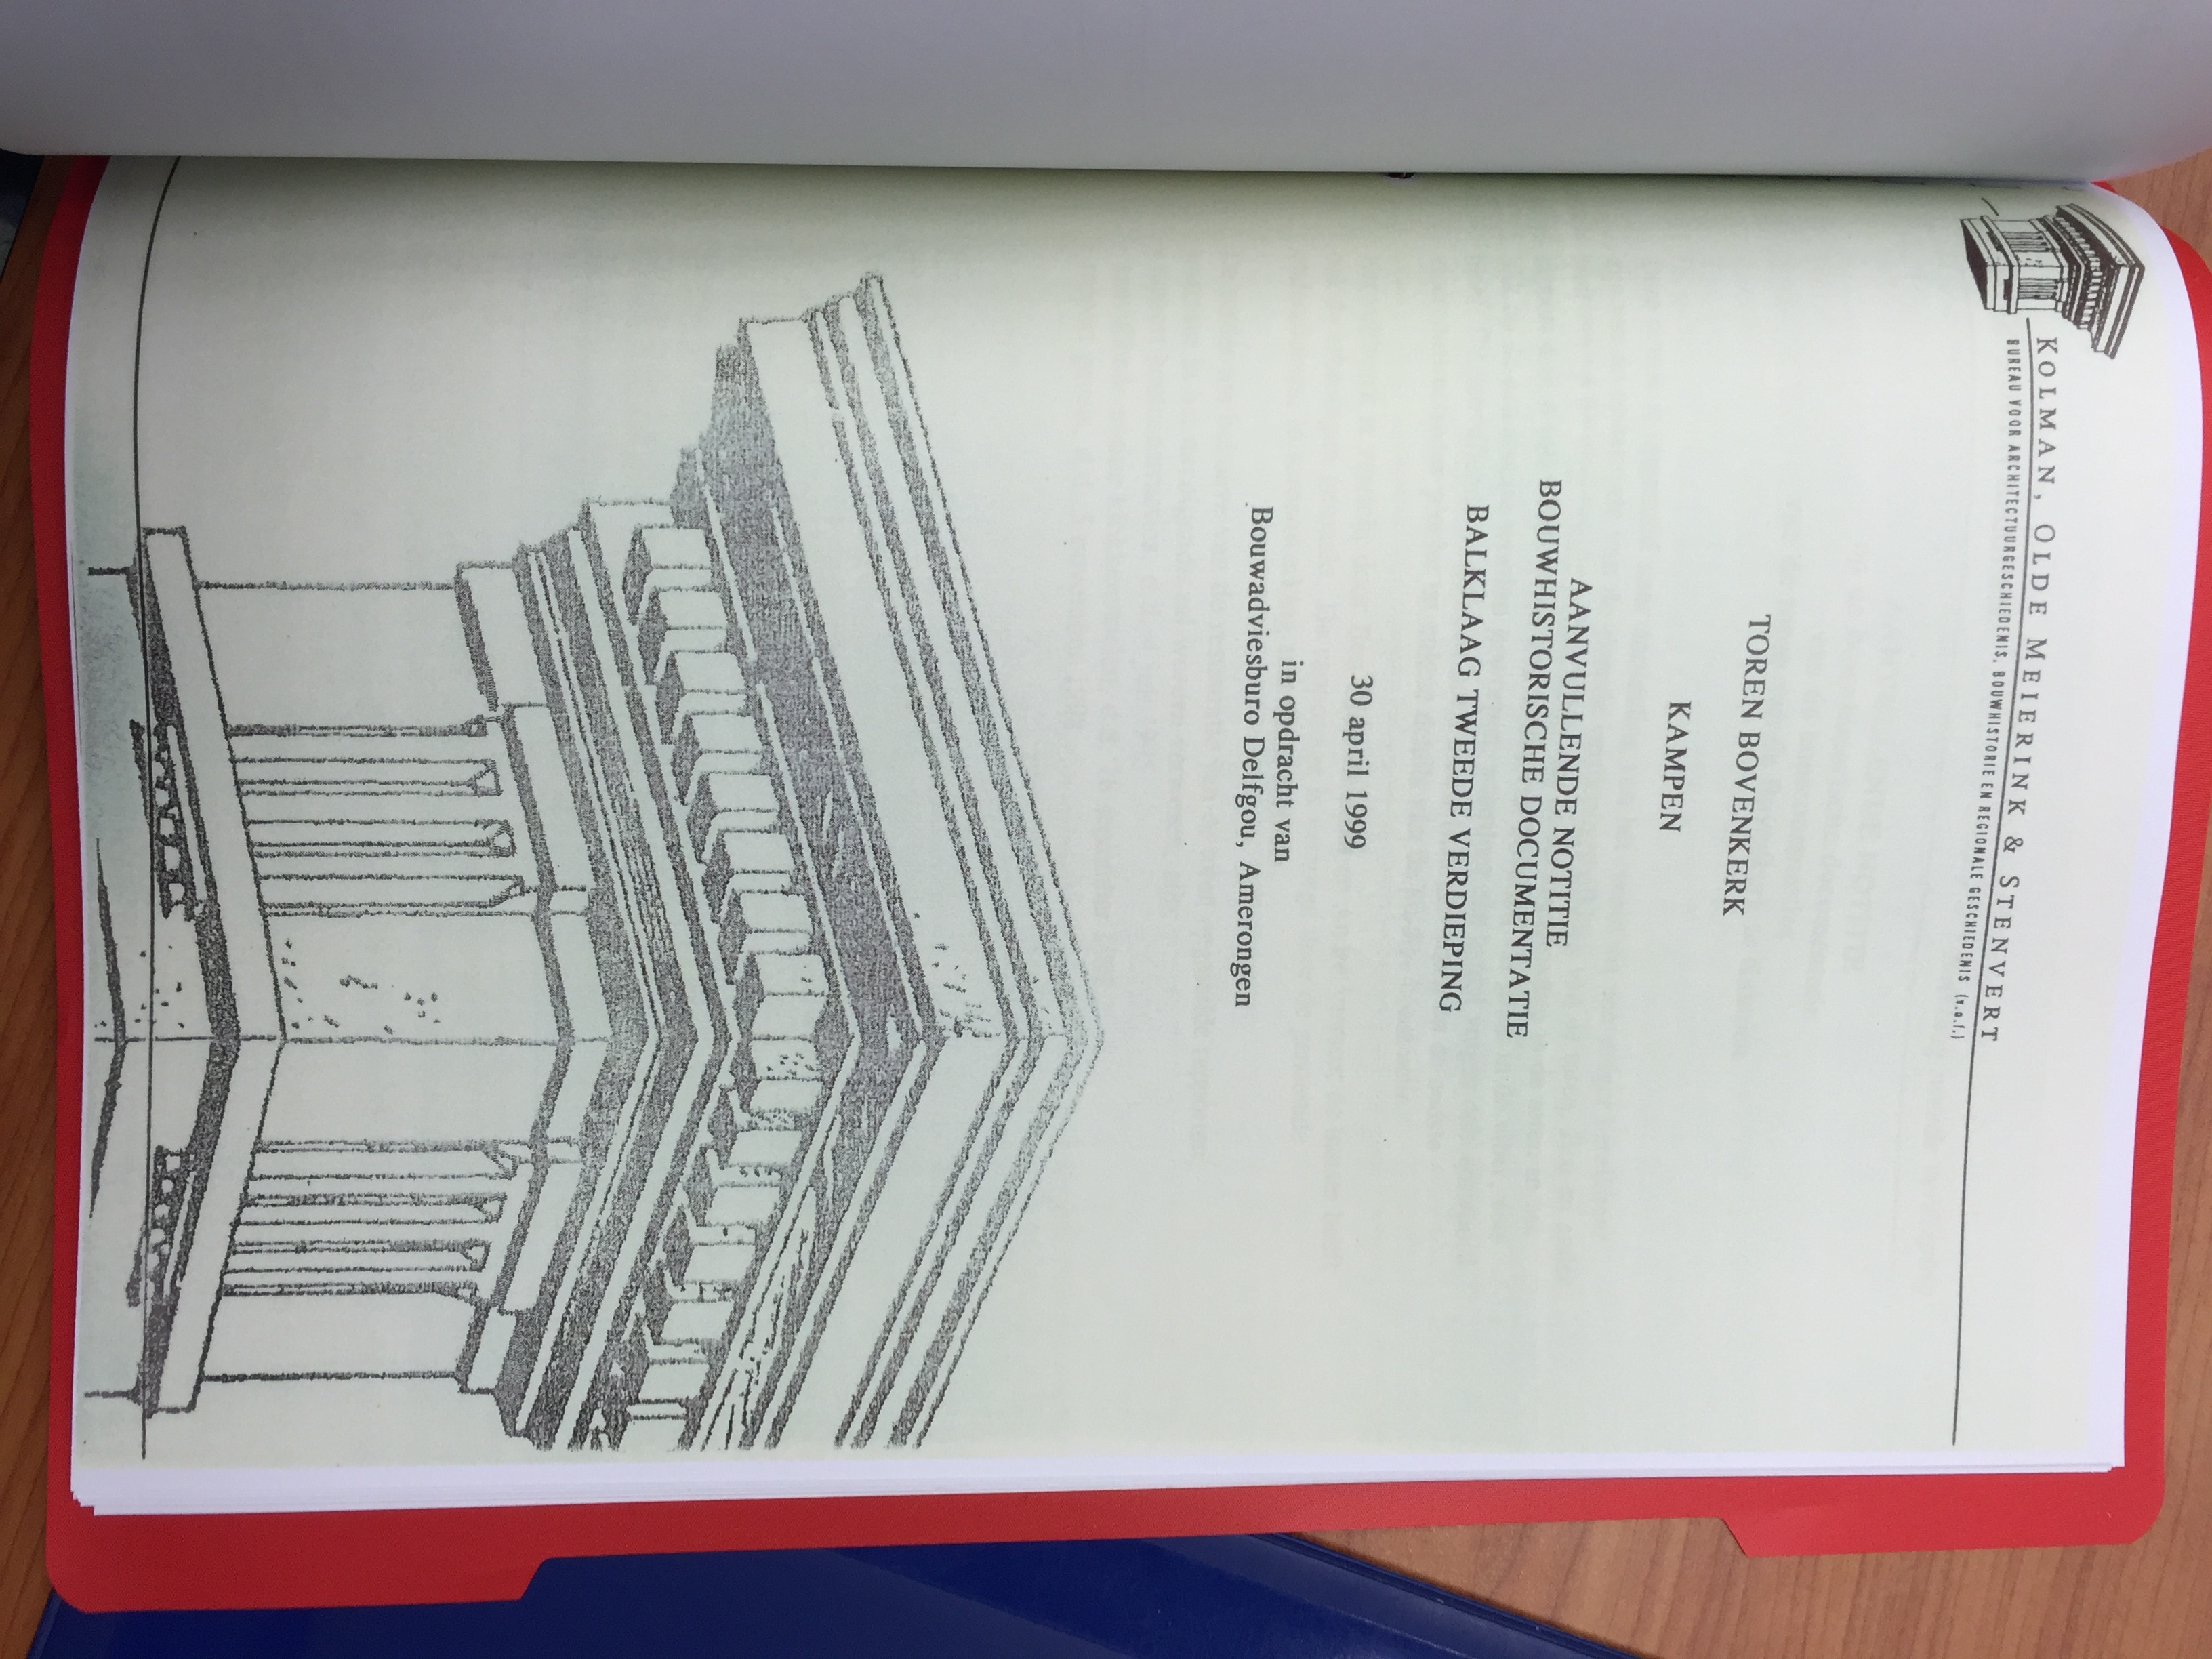 KOLMAN, OLDE MEIERINK & STENVERT
BUREAU VOOR ARCHITECTUURGESCHIEDENIS, BOUWHISTORIE EN REGIONALE GESCHIEDENIS (v.o.f.)
TOREN BOVENKERK
KAMPEN
AANVULLENDE NOTITIE
BOUWHISTORISCHE DOCUMENTATIE
BALKLAAG TWEEDE VERDIEPING
30 april 1999
in opdracht van
Bouwadviesburo Delfgou, Amerongen